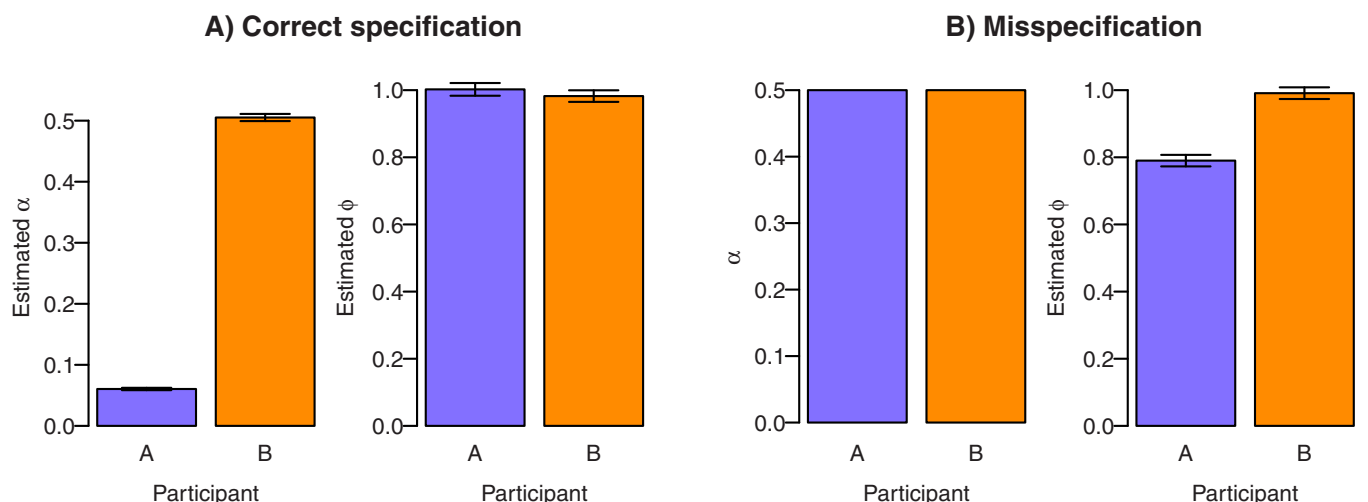 A) Correct specification
Estimated α
0.5
0.4
0.3
0.2
0.1
0.0
A B
Participant
Estimated ϕ
1.0
0.8
0.6
0.4
0.2
0.0
A B
Participant
B) Misspecification
α
0.5
0.4
0.3
0.2
0.1
0.0
A B
Participant
Estimated ϕ
1.0
0.8
0.6
0.4
0.2
0.0
A B
Participant